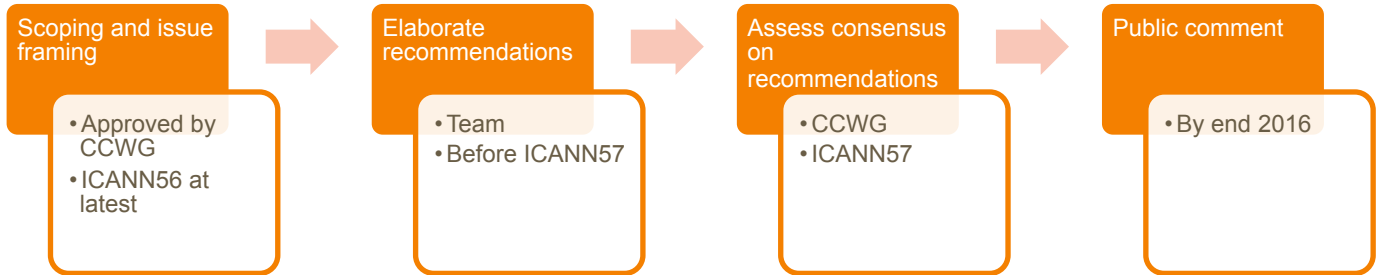 Scoping and issue
framing
• Approved by
CCWG
• ICANN56 at
latest
Elaborate
recommendations
• Team
• Before ICANN57
Assess consensus
on
recommendations
• CCWG
• ICANN57
Public comment
• By end 2016